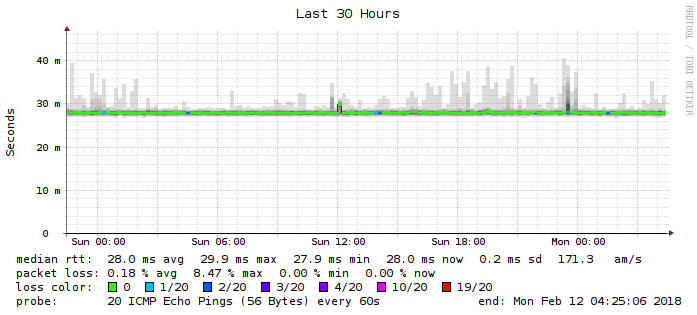 Last 30 Hours
RRDTOOL / TOBI OETIKER
Seconds
40 m
30 m
20 m
10 m
0
Sun 00:00 Sun 06:00 Sun 12:00 Sun 18:00 Mon 00:00
median rtt: 28.0 ms avg 29.9 ms max 27.9 ms min 28.0 ms now 0.2 ms sd 171.3 am/s
packet loss: 0.18 % avg 8.47 % max 0.00 % min 0.00 % now
loss color: 0 1/20 2/20 3/20 4/20 10/20 19/20
probe: 20 ICMP Echo Pings (56 Bytes) every 60s end: Mon Feb 12 04:25:06 2018